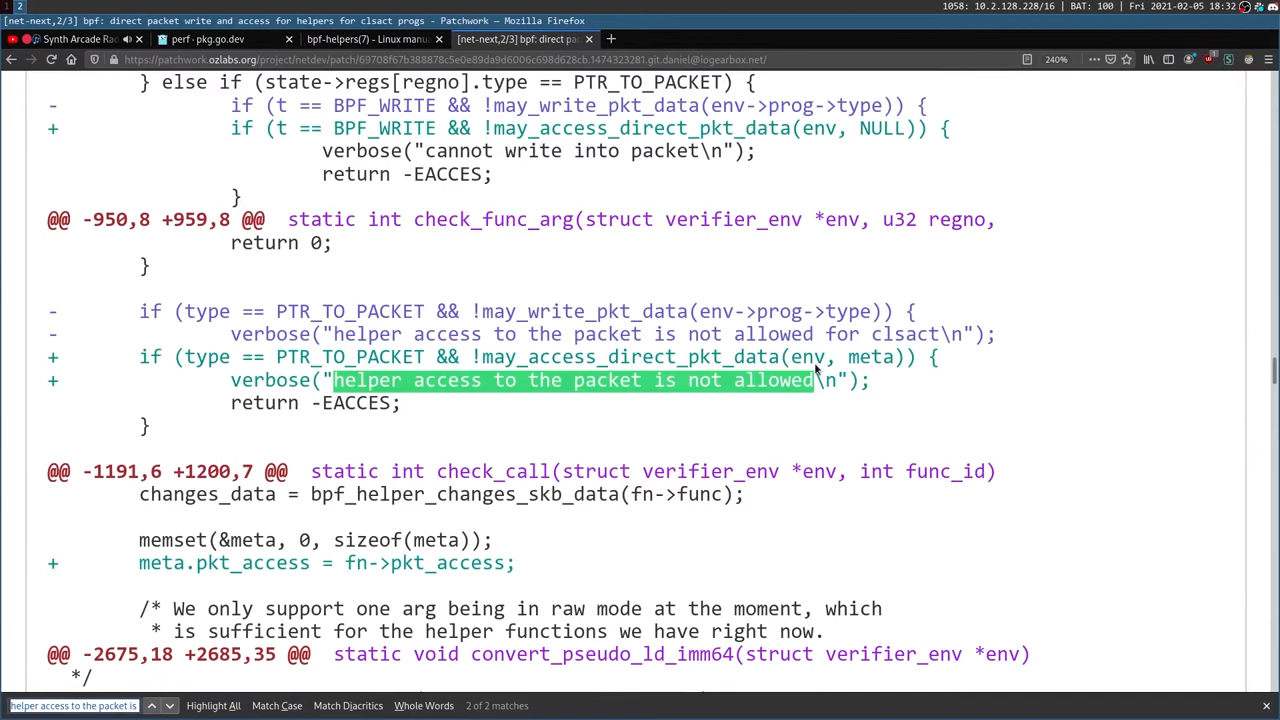 1 2 [net-next,2/3] bpf: direct packet write and access for helpers for clsact progs - Patchwork — Mozilla Firefox 1058: 10.2.128.228/16 | BAT: 100 | Fri 2021-02-05 18:32
Synth Arcade Rad perf · pkg.go.dev bpf-helpers(7) - Linux manu [net-next,2/3] bpf: direct pac
https://patchwork.ozlabs.org/project/netdev/patch/69708f67b3771bbcd3874e90da9d6006c698d628cb.1474323281.git.daniel@iogearbox.net/ 240%
} else if (state->regs[regno].type == PTR_TO_PACKET) {
- if (t == BPF_WRITE && !may_write_pkt_data(env->prog->type)) {
+ if (t == BPF_WRITE && !may_access_direct_pkt_data(env, NULL)) {
verbose("cannot write into packet\n");
return -EACCES;
}
@@ -950,8 +959,8 @@ static int check_func_arg(struct verifier_env *env, u32 regno,
return 0;
}
- if (type == PTR_TO_PACKET && !may_write_pkt_data(env->prog->type)) {
- verbose("helper access to the packet is not allowed for clsact\n");
+ if (type == PTR_TO_PACKET && !may_access_direct_pkt_data(env, meta)) {
+ verbose("helper access to the packet is not allowed\n");
return -EACCES;
}
@@ -1191,6 +1200,7 @@ static int check_call(struct verifier_env *env, int func_id)
changes_data = bpf_helper_changes_skb_data(fn->func);
memset(&meta, 0, sizeof(meta));
+ meta.pkt_access = fn->pkt_access;
/* We only support one arg being in raw mode at the moment, which
* is sufficient for the helper functions we have right now.
@@ -2675,18 +2685,35 @@ static void convert_pseudo_ld_imm64(struct verifier_env *env)
*/
helper access to the packet is Highlight All Match Case Match Diacritics Whole Words 2 of 2 matches